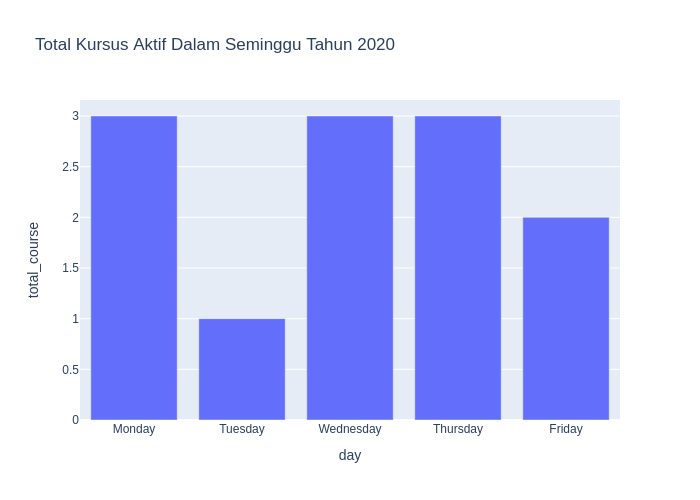 Total Kursus Aktif Dalam Seminggu Tahun 2020
3
2.5
2
1.5
1
0.5
0
total_course
Monday Tuesday Wednesday Thursday Friday
day